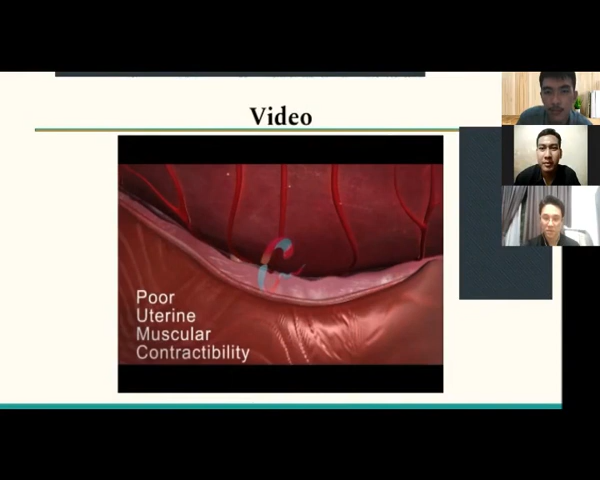 Video
Poor
Uterine
Muscular
Contractibility